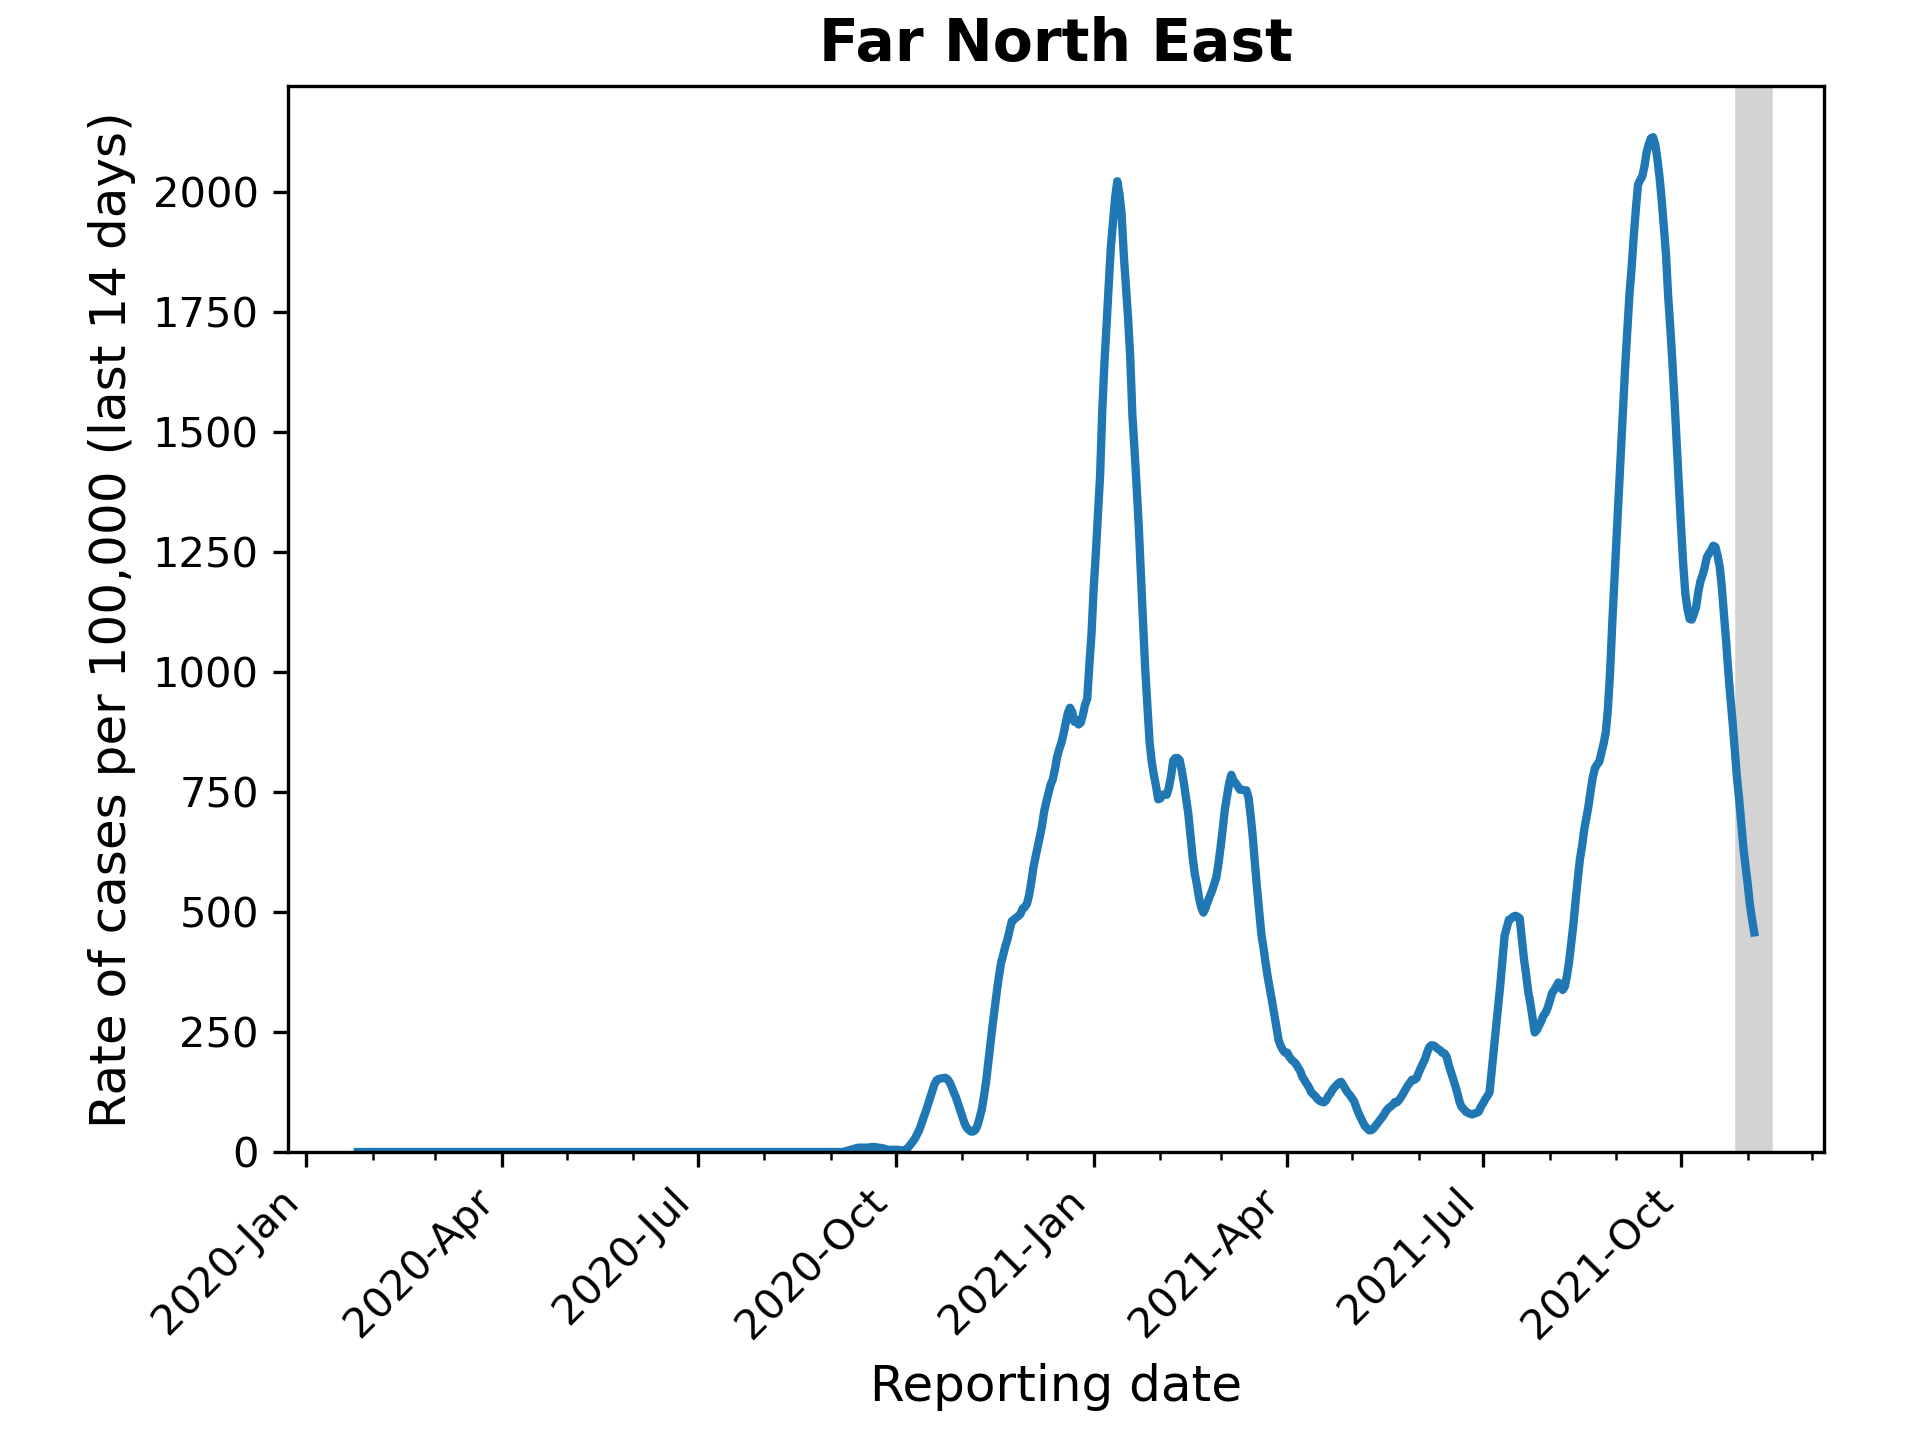 Far North East
Rate of cases per 100,000 (last 14 days)
2000
1750
1500
1250
1000
750
500
250
0
2020-Jan
2020-Apr
2020-Jul
2020-Oct
2021-Jan
2021-Apr
2021-Jul
2021-Oct
Reporting date